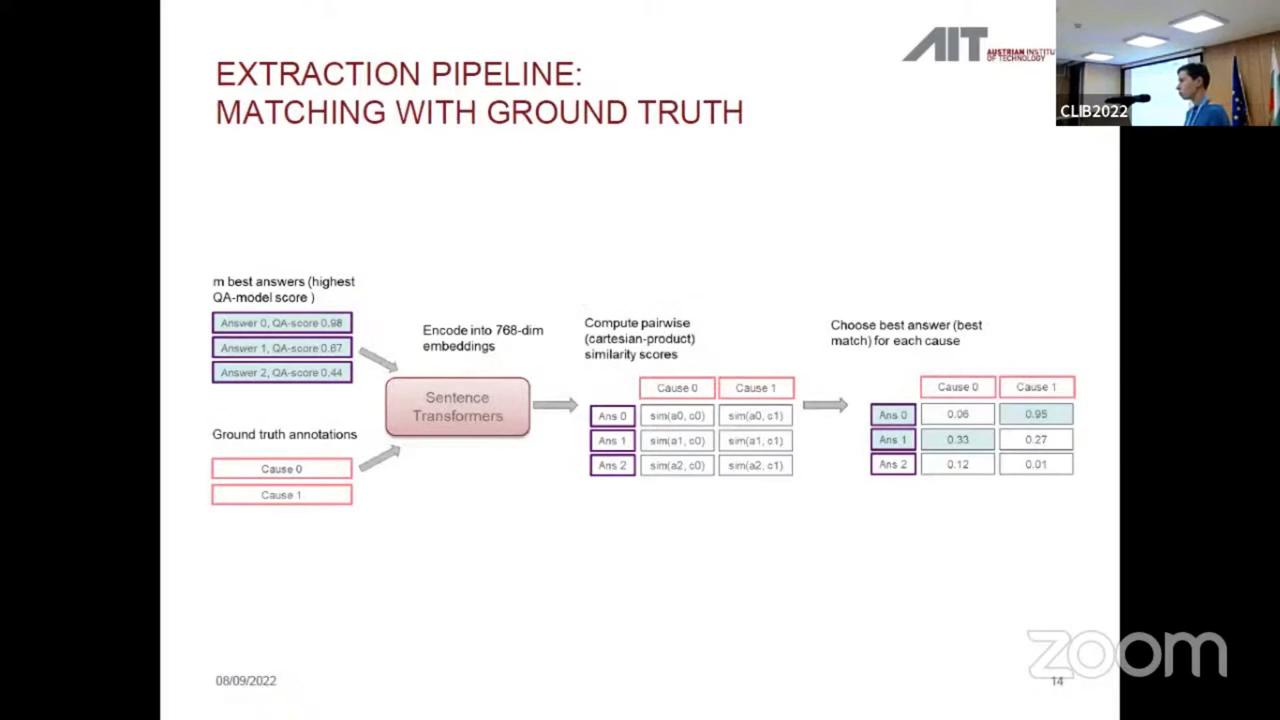 EXTRACTION PIPELINE:
MATCHING WITH GROUND TRUTH
AIT
AUSTRIAN INSTITU
OF TECHNOLOGY
CLIB2022
m best answers (highest
QA-model score )
Answer 0, QA-score 0.98
Answer 1, QA-score 0.67
Answer 2, QA-score 0.44
Ground truth annotations
Cause 0
Cause 1
Encode into 768-dim
embeddings
Sentence
Transformers
Compute pairwise
(cartesian-product)
similarity scores
Cause 0 Cause 1
Ans 0 sim(a0, c0) sim(a0, c1)
Ans 1 sim(a1, c0) sim(a1, c1)
Ans 2 sim(a2, c0) sim(a2, c1)
Choose best answer (best
match) for each cause
Cause 0 Cause 1
Ans 0 0.06 0.95
Ans 1 0.33 0.27
Ans 2 0.12 0.01
08/09/2022
14
zoom